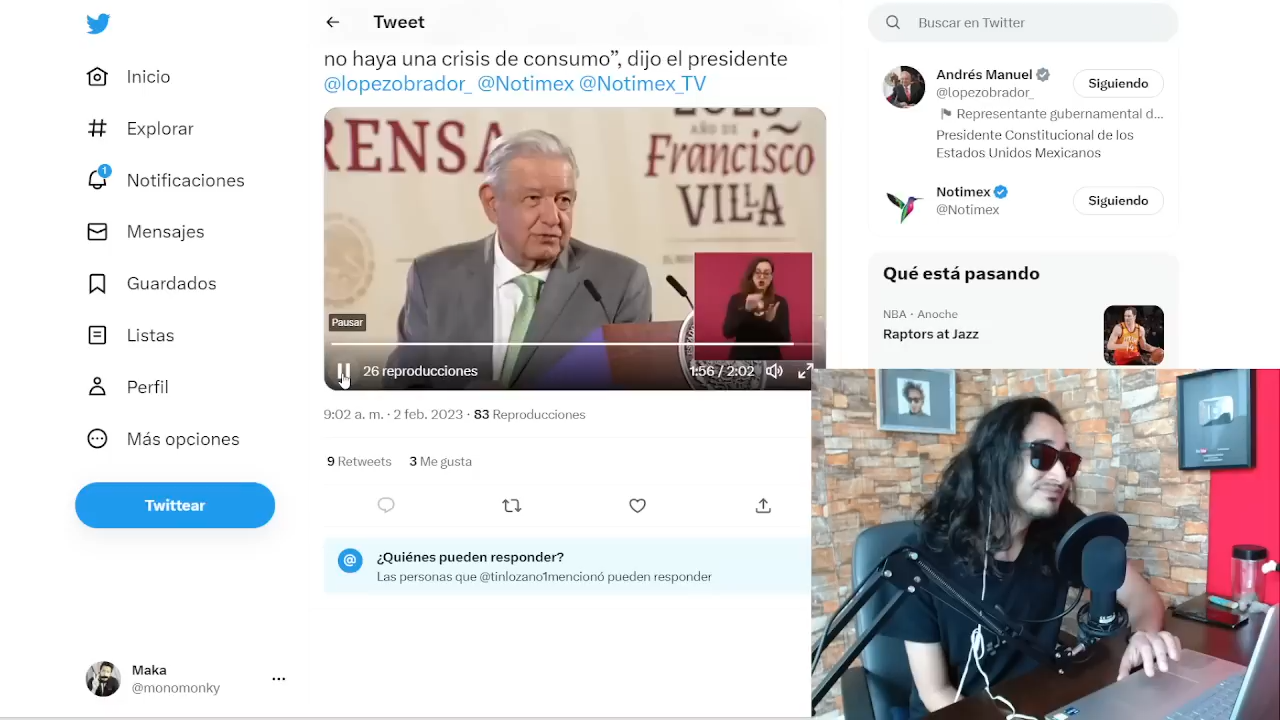 Tweet
Buscar en Twitter
no haya una crisis de consumo”, dijo el presidente
@lopezobrador_ @Notimex @Notimex_TV
Inicio
Explorar
1
Notificaciones
Mensajes
Guardados
Listas
Perfil
Más opciones
Twittear
Maka
@monomonky
RENSA
AÑO DE
Francisco
VILLA
Pausar
26 reproducciones
1:56 / 2:02
9:02 a. m. · 2 feb. 2023 · 83 Reproducciones
9 Retweets 3 Me gusta
¿Quiénes pueden responder?
Las personas que @tinlozano1mencionó pueden responder
Andrés Manuel
@lopezobrador_
Siguiendo
Representante gubernamental d...
Presidente Constitucional de los
Estados Unidos Mexicanos
Notimex
@Notimex
Siguiendo
Qué está pasando
NBA · Anoche
Raptors at Jazz